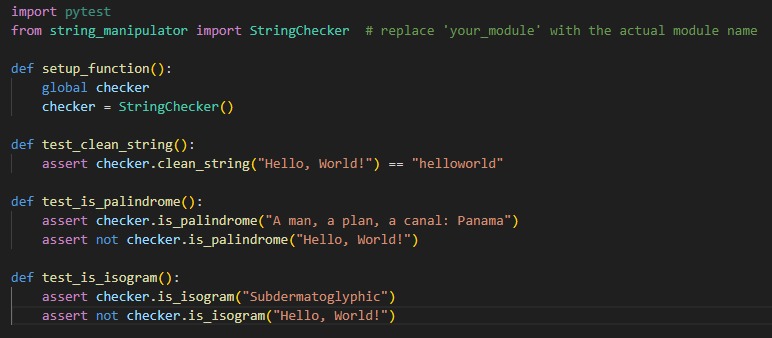 import pytest
from string_manipulator import StringChecker  # replace 'your_module' with the actual module name

def setup_function():
    global checker
    checker = StringChecker()

def test_clean_string():
    assert checker.clean_string("Hello, World!") == "helloworld"

def test_is_palindrome():
    assert checker.is_palindrome("A man, a plan, a canal: Panama")
    assert not checker.is_palindrome("Hello, World!")

def test_is_isogram():
    assert checker.is_isogram("Subdermatoglyphic")
    assert not checker.is_isogram("Hello, World!")